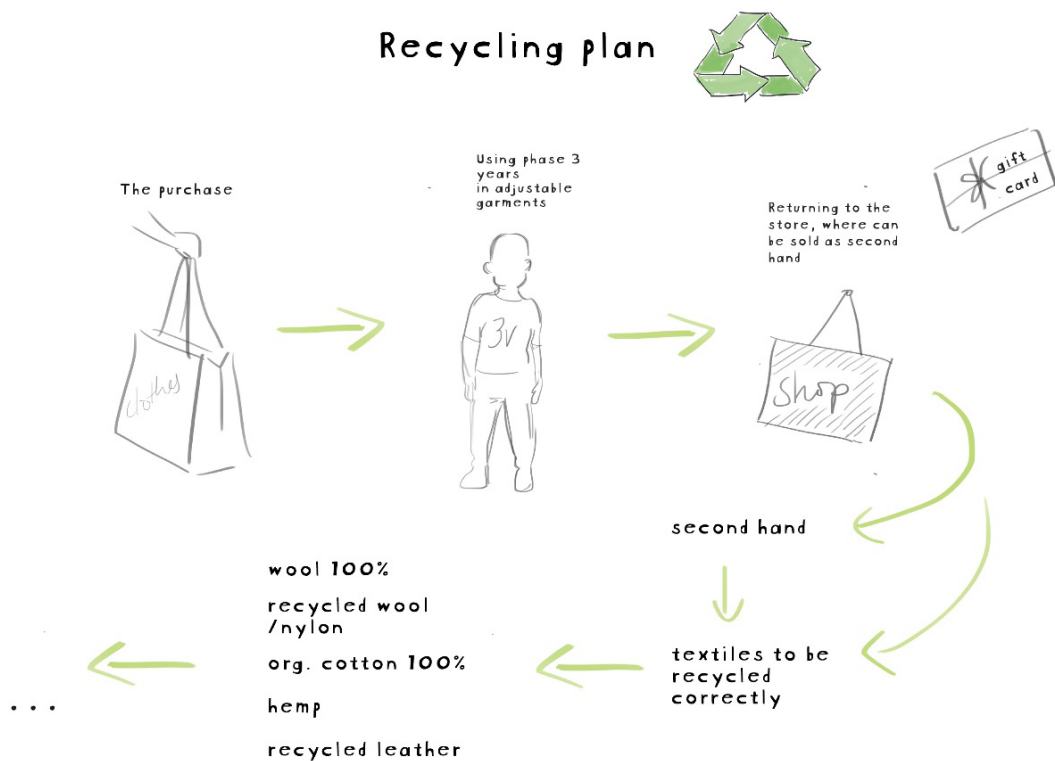 Recycling plan
gift
card
The purchase
Using phase 3
years
in adjustable
garments
Returning to the
store, where can
be sold as second
hand
clothes
3v
Shop
second hand
wool 100%
recycled wool
/nylon
org. cotton 100%
hemp
recycled leather
textiles to be
recycled
correctly
...